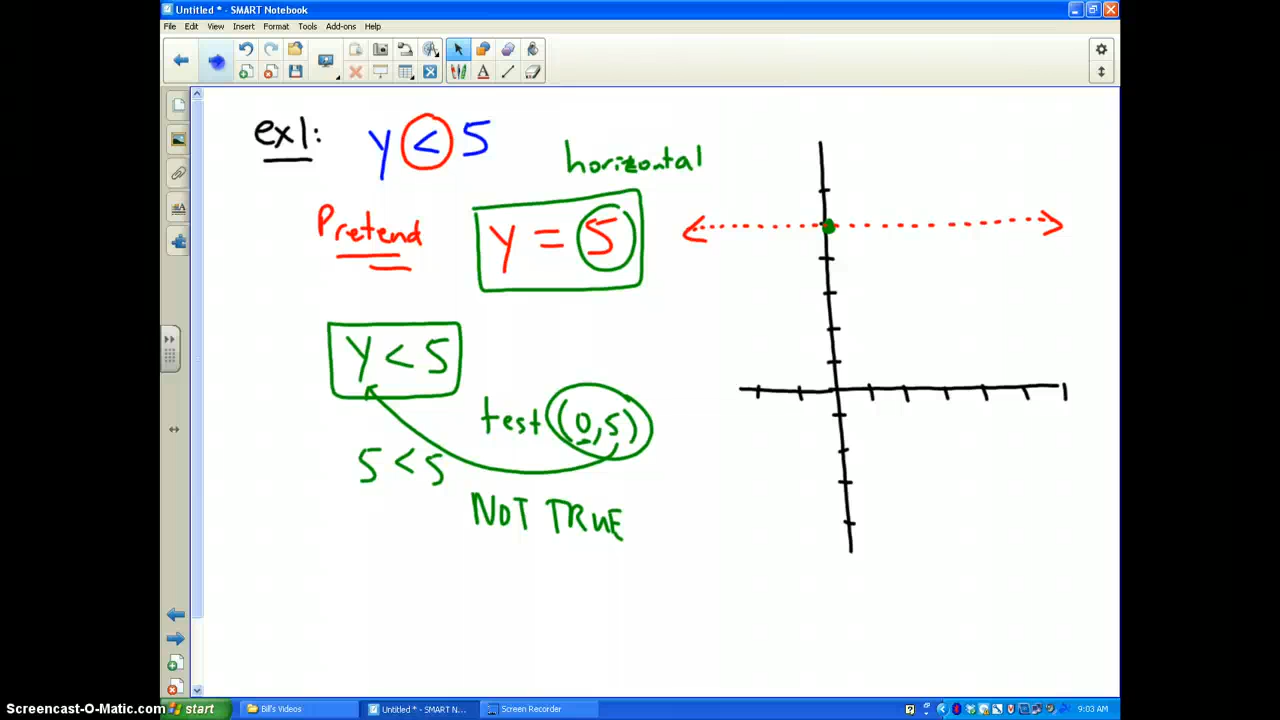 Untitled * - SMART Notebook
File Edit View Insert Format Tools Add-ons Help
ex1: y < 5
horizontal
Pretend y = 5
y < 5
test (0,5)
5 < 5
NOT TRUE
Screencast-O-Matic.com
start Bill's Videos Untitled * - SMART N... Screen Recorder 9:03 AM